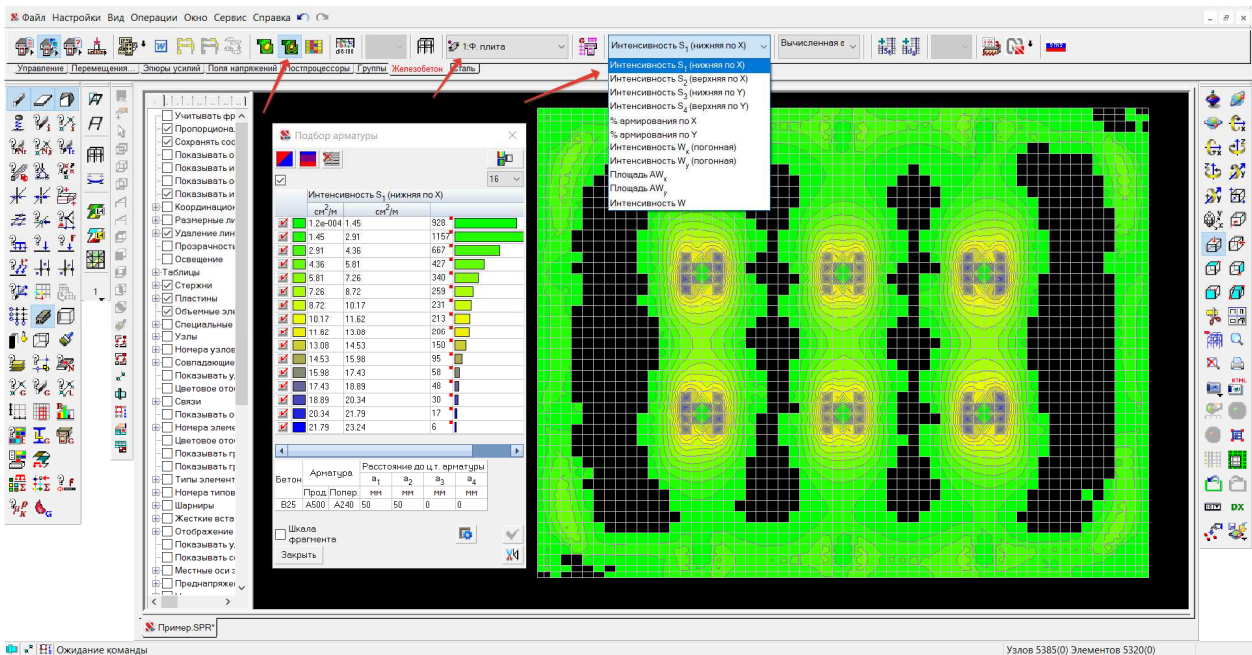 Файл Настройки Вид Операции Окно Сервис Справка
1:Ф. плита
Интенсивность S1 (нижняя по X)
Вычисленная
Управление Перемещения... Эпюры усилий Поля напряжений Постпроцессоры Группы Железобетон Сталь
Интенсивность S1 (нижняя по X)
Интенсивность S2 (верхняя по X)
Интенсивность S3 (нижняя по Y)
Интенсивность S4 (верхняя по Y)
% армирования по X
% армирования по Y
Интенсивность Wx (погонная)
Интенсивность Wy (погонная)
Площадь AWx
Площадь AWy
Интенсивность W
Учитывать фр
Пропорциона.
Сохранять сос
Показывать о
Показывать и
Показывать о
Показывать и
Координацион
Размерные ли
Удаление лин
Прозрачность
Освещение
Таблицы
Стержни
Пластины
Объемные эле
Специальные
Узлы
Номера узлов
Совпадающие
Показывать у.
Цветовое ото
Связи
Показывать о
Номера элеме
Цветовое ото
Показывать гр
Показывать гр
Типы элемент
Номера типов
Шарниры
Жесткие вста
Отображение
Показывать у.
Показывать со
Местные оси э
Преднапряже
Подбор арматуры
16
Интенсивность S1 (нижняя по X)
см2/м см2/м
1.2e-004 1.45 928
1.45 2.91 1157
2.91 4.36 667
4.36 5.81 427
5.81 7.26 340
7.26 8.72 259
8.72 10.17 231
10.17 11.62 213
11.62 13.08 206
13.08 14.53 150
14.53 15.98 95
15.98 17.43 58
17.43 18.89 48
18.89 20.34 30
20.34 21.79 17
21.79 23.24 6
Бетон Арматура Расстояние до ц.т. арматуры
a1 a2 a3 a4
Прод. Попер. мм мм мм мм
B25 A500 A240 50 50 0 0
Шкала
фрагмента
Закрыть
Пример.SPR*
Ожидание команды
Узлов 5385(0) Элементов 5320(0)